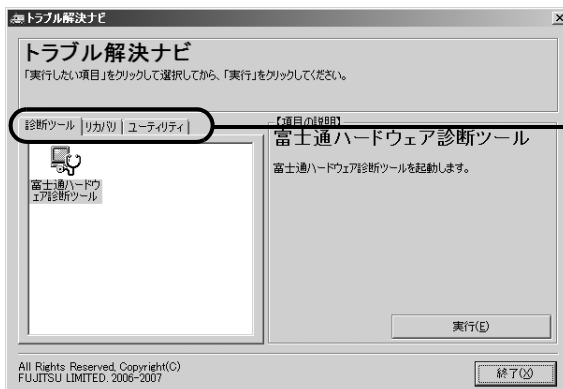 トラブル解決ナビ
トラブル解決ナビ
「実行したい項目」をクリックして選択してから、「実行」をクリックしてください。
診断ツール リカバリ ユーティリティ
【項目の説明】
富士通ハードウェア診断ツール
富士通ハードウェア診断ツールを起動します。
富士通ハードウ
ェア診断ツール
実行(E)
All Rights Reserved, Copyright(C)
FUJITSU LIMITED. 2006-2007
終了(X)